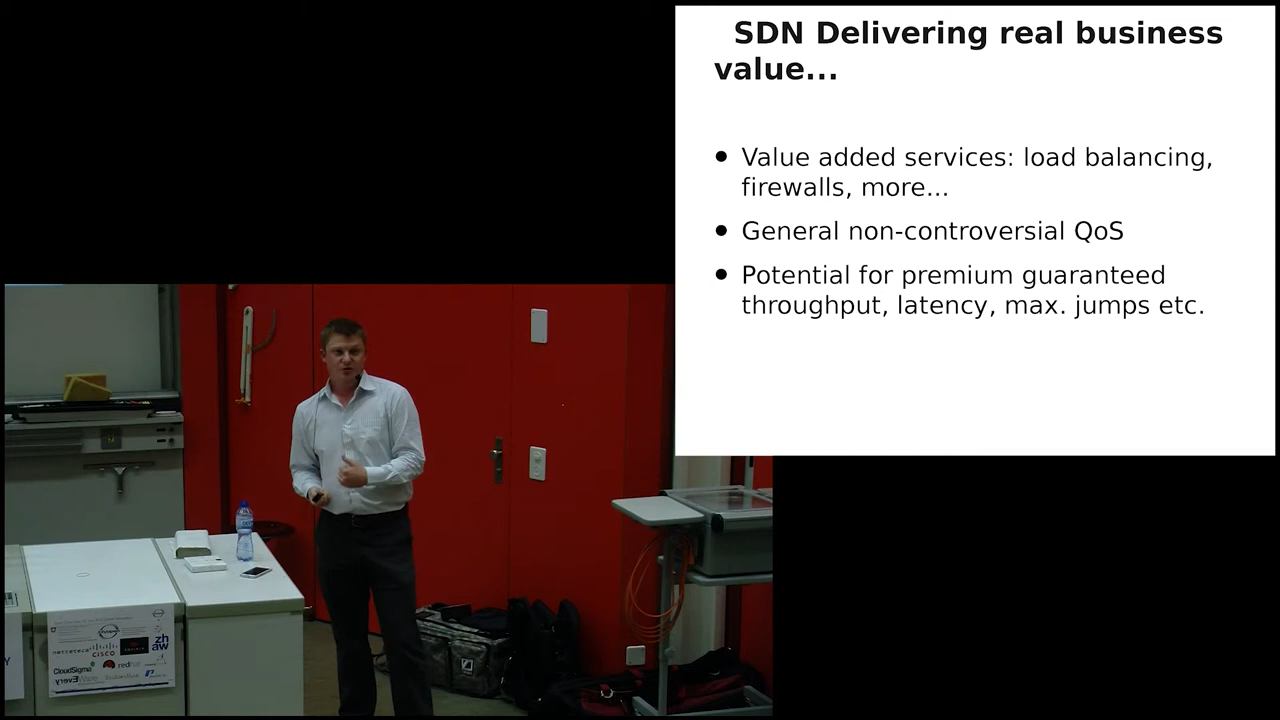 SDN Delivering real business
value...
• Value added services: load balancing,
firewalls, more...
• General non-controversial QoS
• Potential for premium guaranteed
throughput, latency, max. jumps etc.
zh
aw
CISCO
redhat
CloudSigma